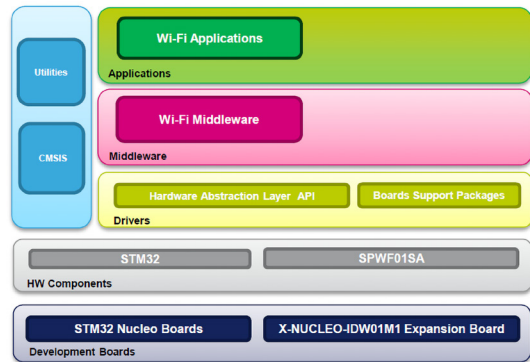 Wi-Fi Applications
Utilities
Applications
Wi-Fi Middleware
CMSIS
Middleware
Hardware Abstraction Layer API
Boards Support Packages
Drivers
STM32
SPWF01SA
HW Components
STM32 Nucleo Boards
X-NUCLEO-IDW01M1 Expansion Board
Development Boards